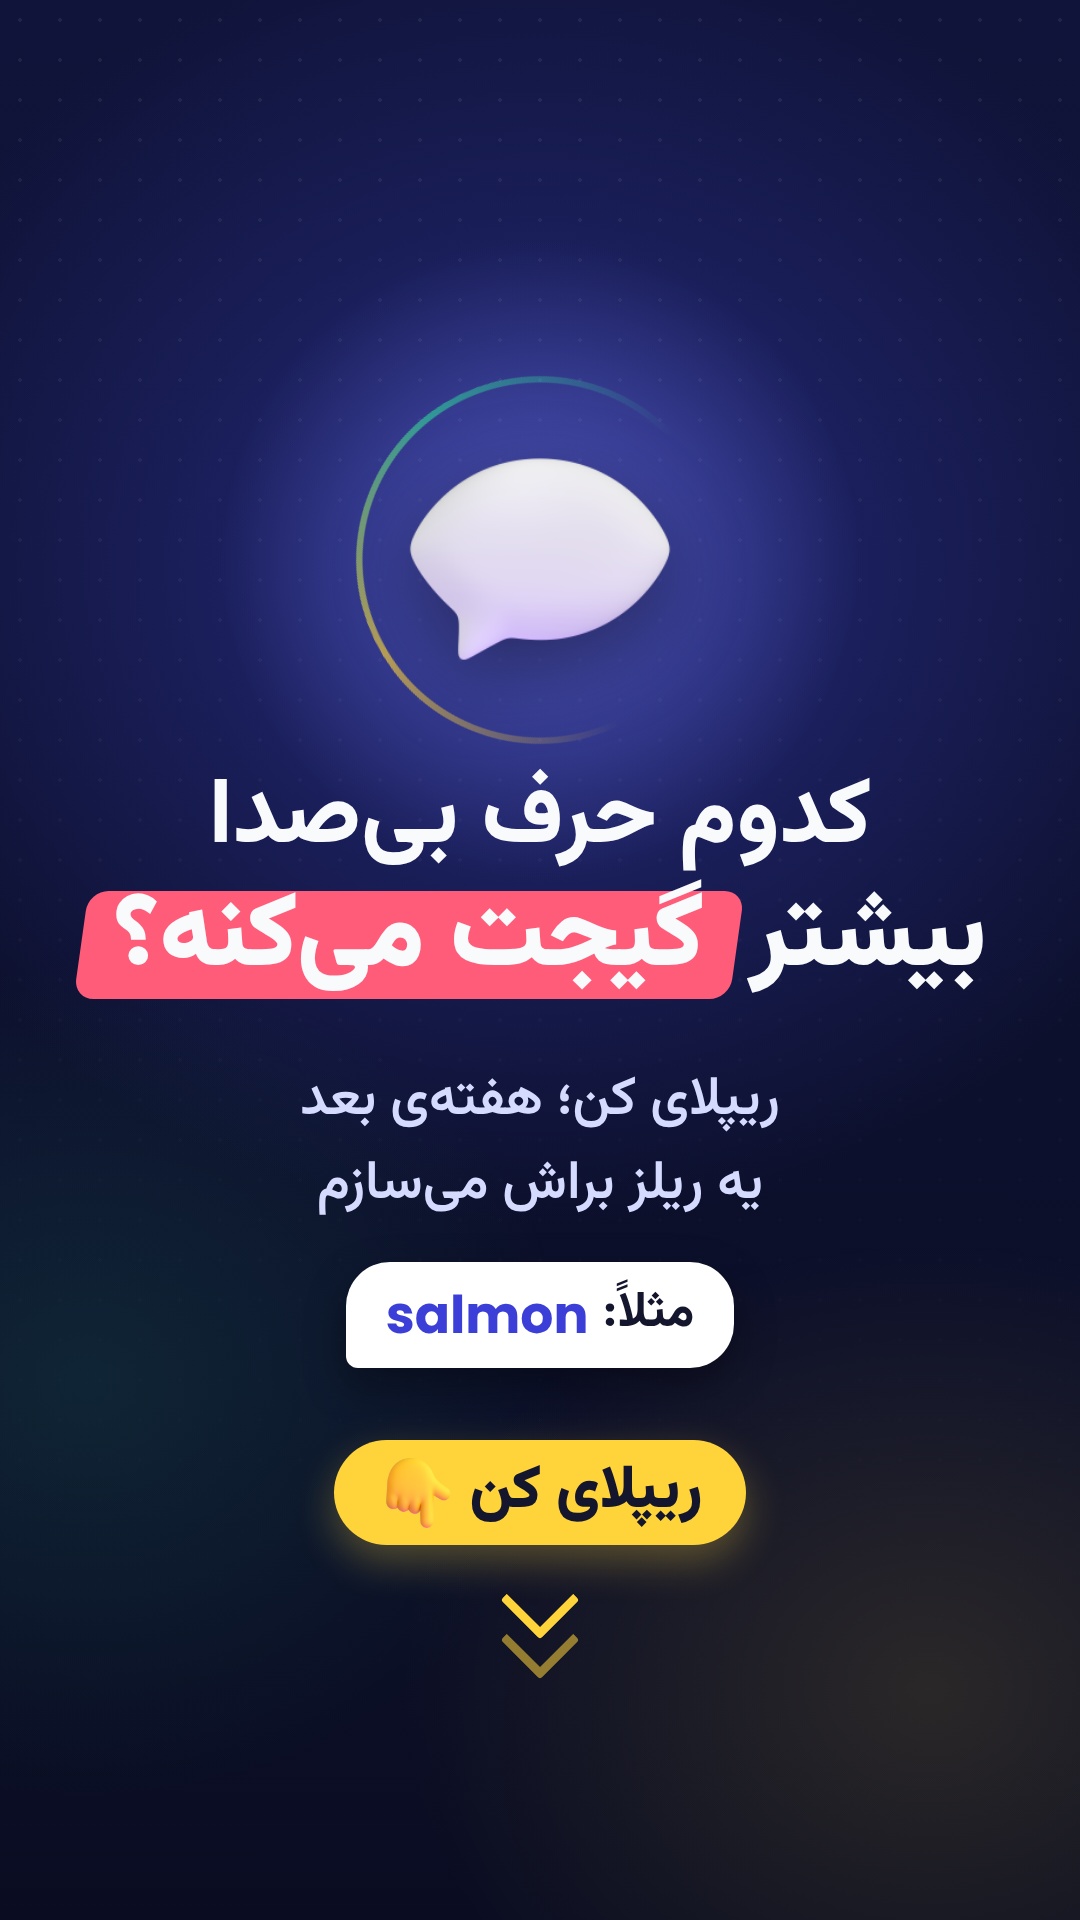 کدوم حرف بی‌صدا
بیشتر گیجت می‌کنه؟
ریپلای کن؛ هفته‌ی بعد
یه ریلز براش می‌سازم
مثلاً: salmon
ریپلای کن 👇